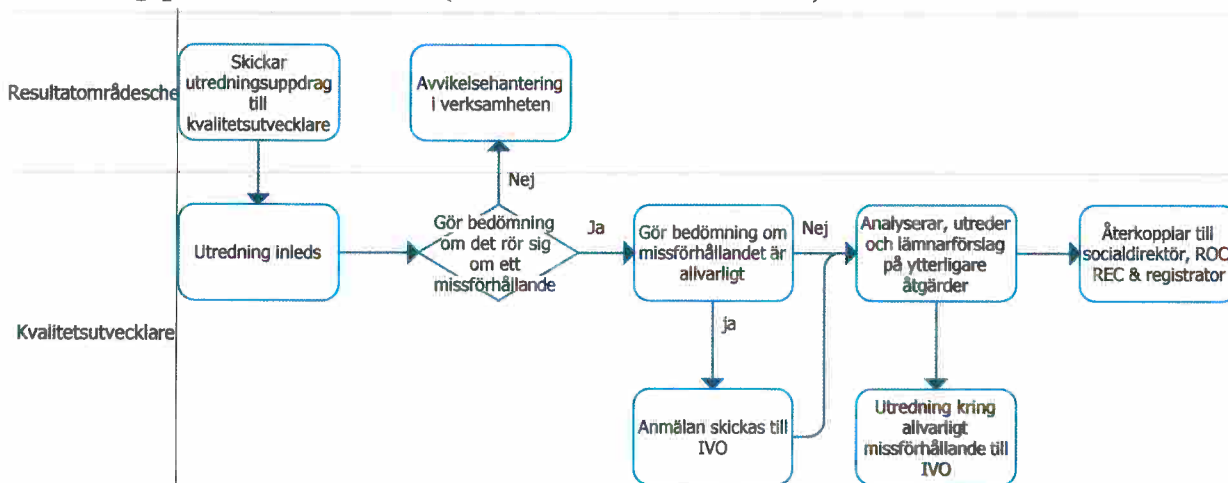 Resultatområdesche
Skickar
utredningsuppdrag
till
kvalitetsutvecklare
Avvikelsehantering
i verksamheten
Nej
Utredning inleds
Gör bedömning
om det rör sig
om ett
missförhållande
Ja
Gör bedömning om
missförhållandet är
allvarligt
Nej
Analyserar, utreder
och lämnarförslag
på ytterligare
åtgärder
Återkopplar till
socialdirektör, ROC
REC & registrator
Kvalitetsutvecklare
ja
Anmälan skickas till
IVO
Utredning kring
allvarligt
missförhållande till
IVO